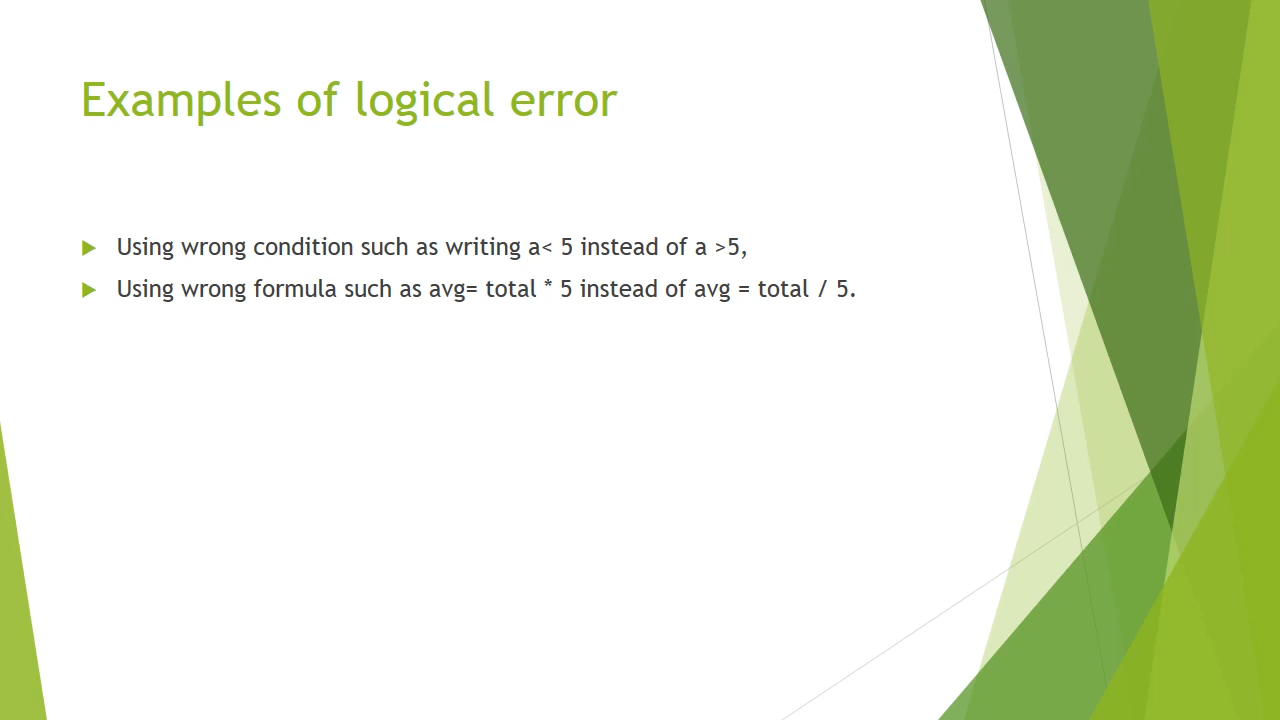 Examples of logical error
Using wrong condition such as writing a< 5 instead of a >5,
Using wrong formula such as avg= total * 5 instead of avg = total / 5.